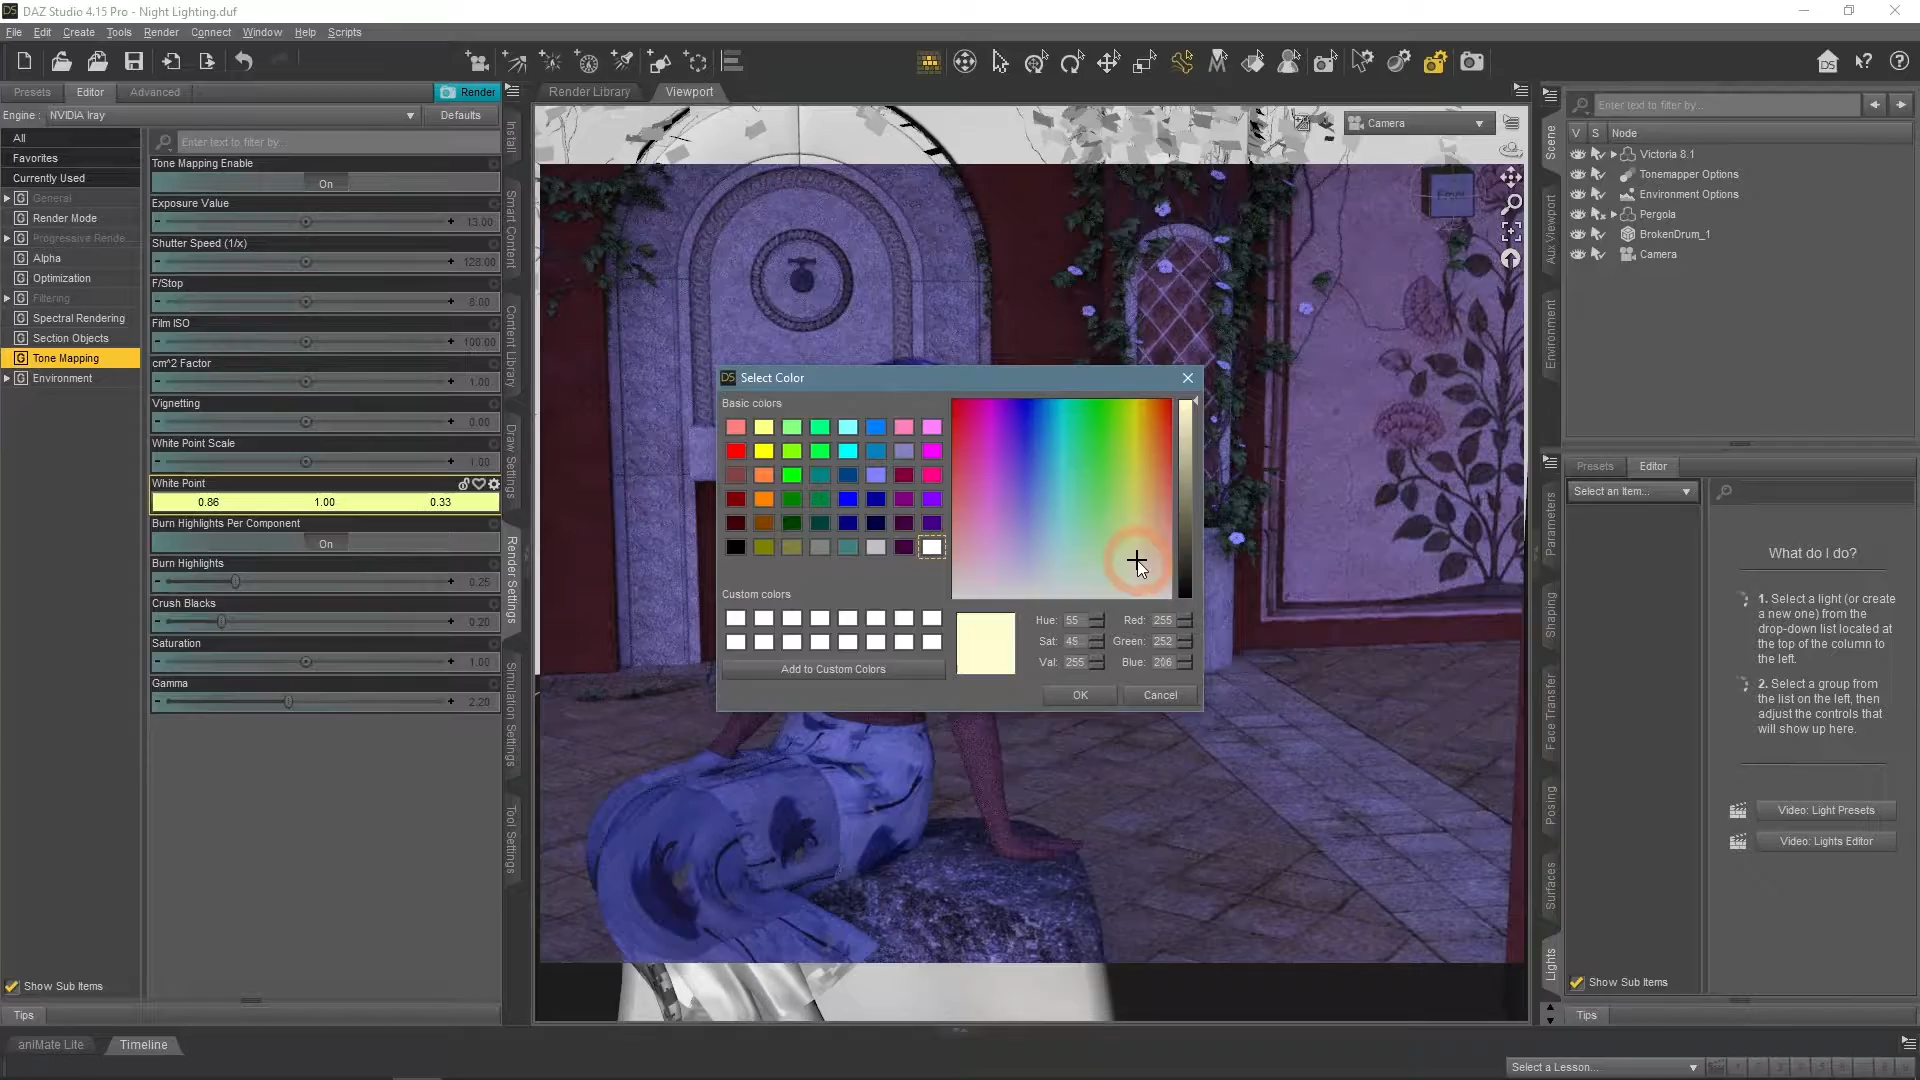 DAZ Studio 4.15 Pro - Night Lighting.duf
File Edit Create Tools Render Connect Window Help Scripts
Presets Editor Advanced Render
Engine : NVIDIA Iray Defaults
All
Favorites
Currently Used
General
Render Mode
Progressive Rende...
Alpha
Optimization
Filtering
Spectral Rendering
Section Objects
Tone Mapping
Environment
Enter text to filter by...
Tone Mapping Enable
On
Exposure Value
13.00
Shutter Speed (1/x)
128.00
F/Stop
8.00
Film ISO
100.00
cm^2 Factor
1.00
Vignetting
0.00
White Point Scale
1.00
White Point
0.86 1.00 0.33
Burn Highlights Per Component
On
Burn Highlights
0.25
Crush Blacks
0.20
Saturation
1.00
Gamma
2.20
Show Sub Items
Tips
Install
Smart Content
Content Library
Draw Settings
Render Settings
Simulation Settings
Tool Settings
Render Library Viewport
Camera
Select Color
Basic colors
Custom colors
Add to Custom Colors
Hue: 55 Red: 255
Sat: 49 Green: 252
Val: 255 Blue: 206
OK Cancel
Scene
Aux Viewport
Environment
Enter text to filter by...
V S Node
Victoria 8.1
Tonemapper Options
Environment Options
Pergola
BrokenDrum_1
Camera
Parameters
Shaping
Face Transfer
Posing
Surfaces
Lights
Presets Editor
Select an Item...
What do I do?
1. Select a light (or create
a new one) from the
drop-down list located at
the top of the column to
the left.
2. Select a group from
the list on the left, then
adjust the controls that
will show up here.
Video: Light Presets
Video: Lights Editor
Show Sub Items
Tips
aniMate Lite Timeline
Select a Lesson...